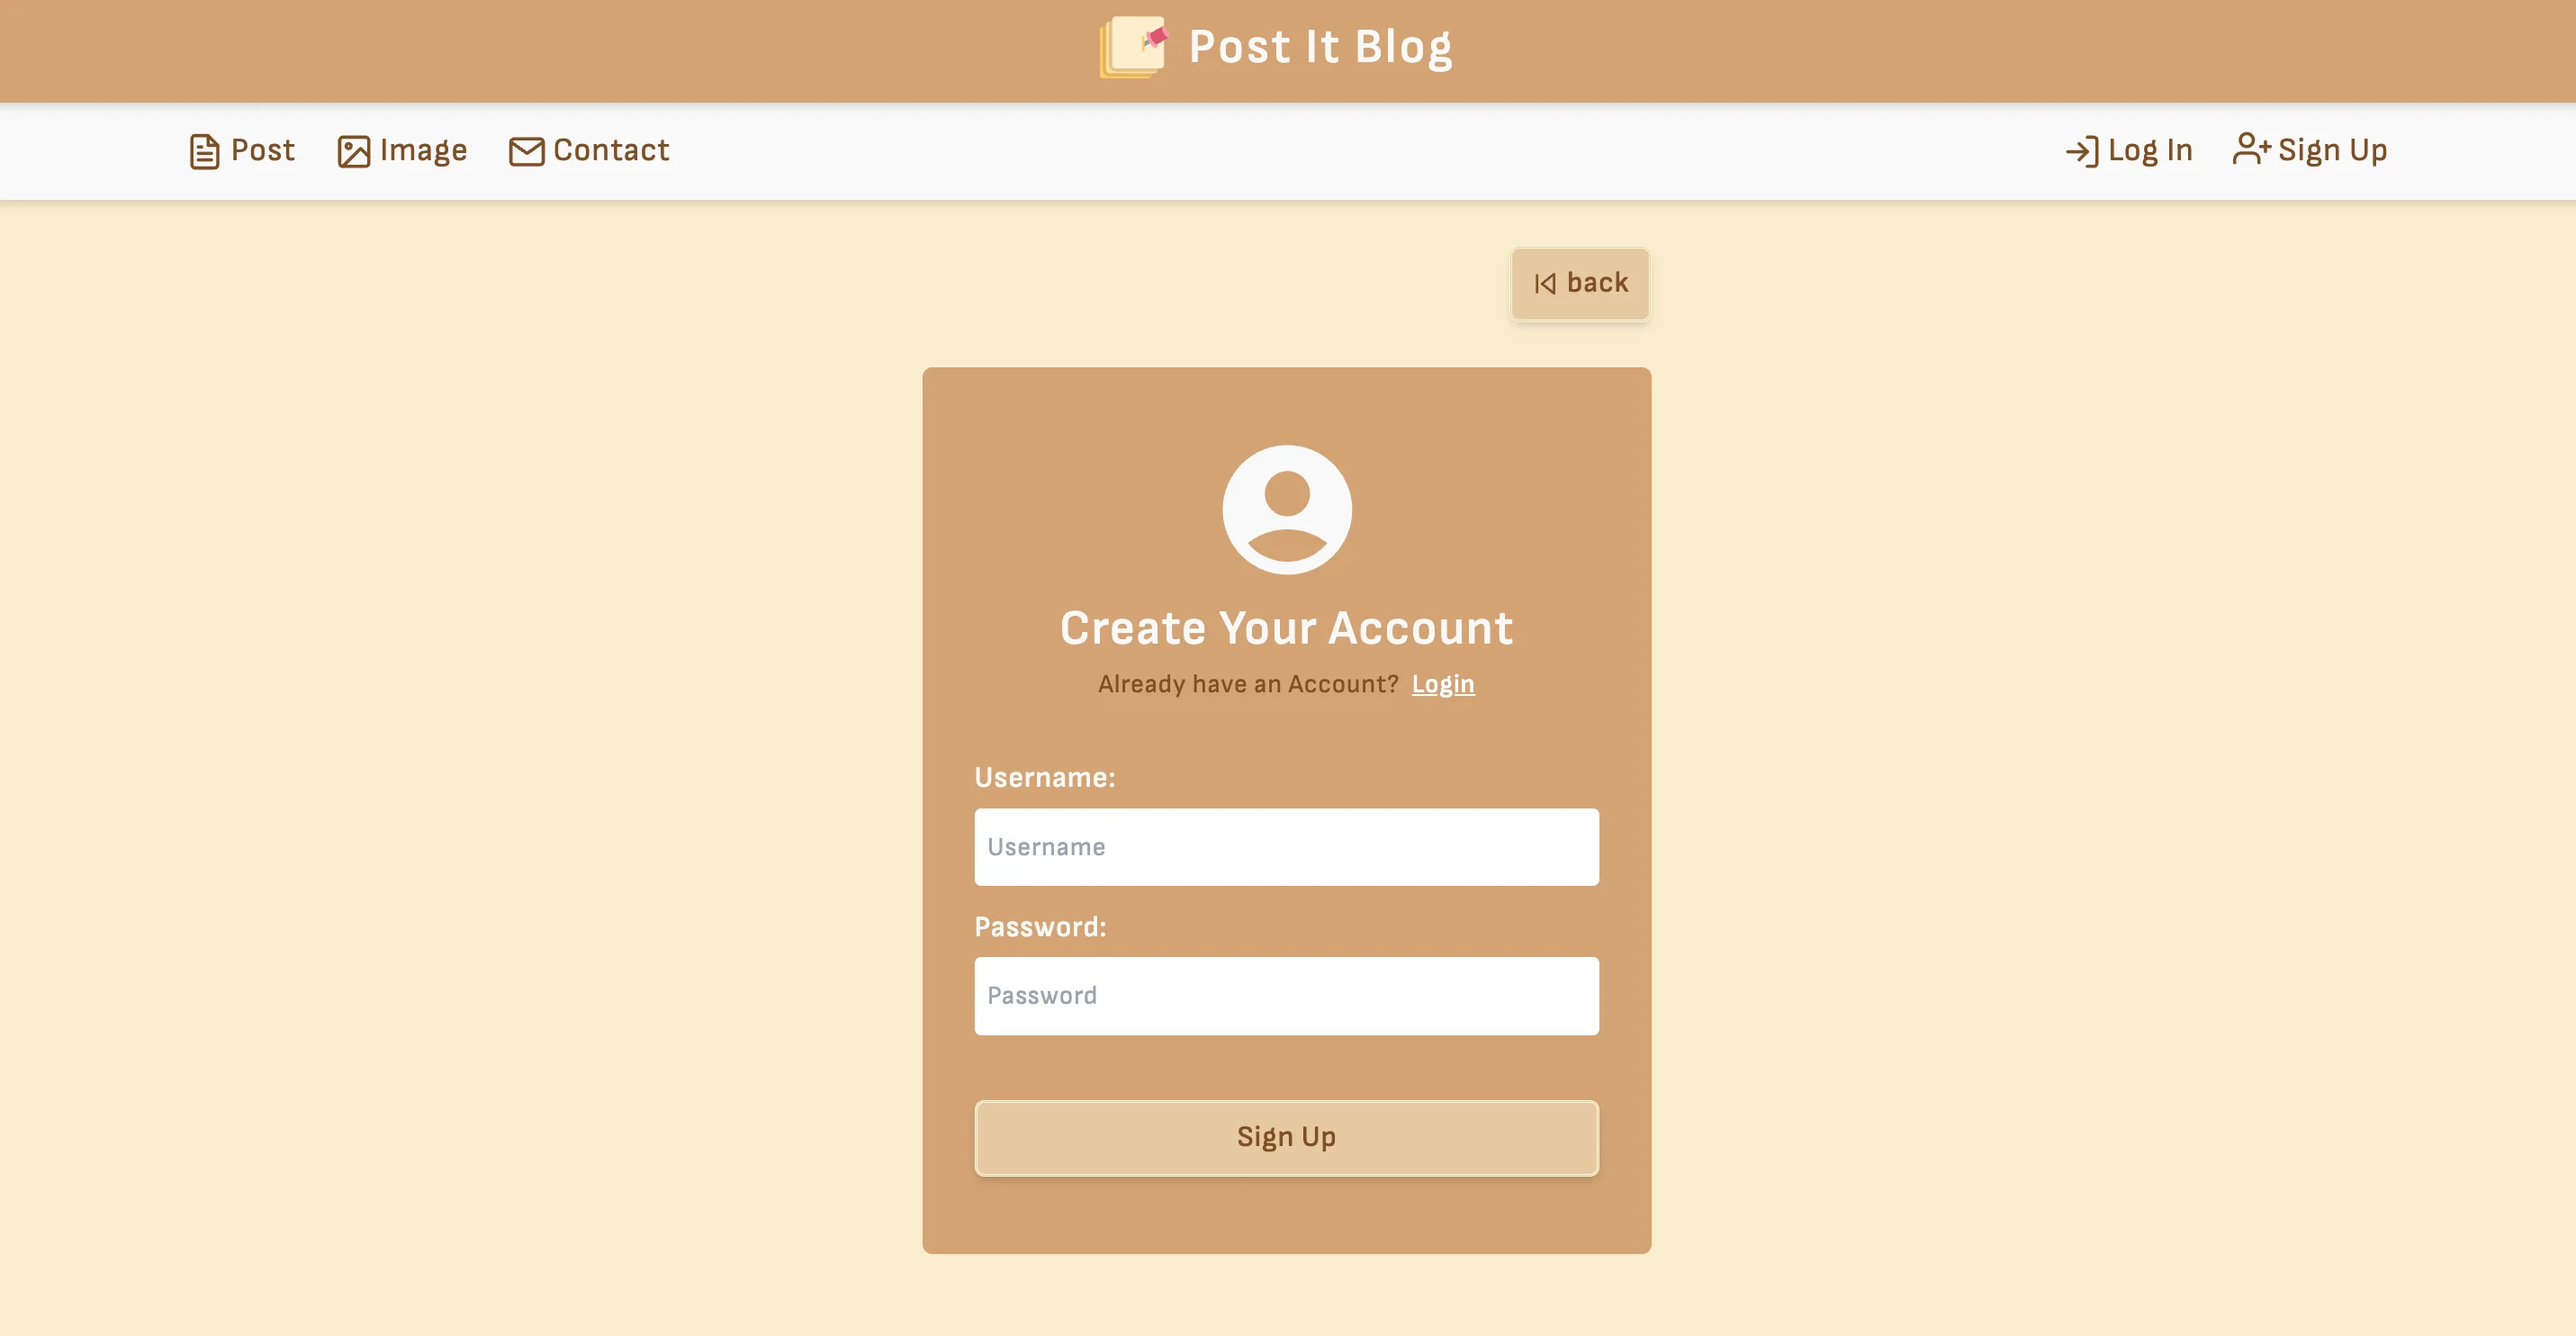 Post It Blog
Post Image Contact Log In Sign Up
back
Create Your Account
Already have an Account? Login
Username:
Username
Password:
Password
Sign Up